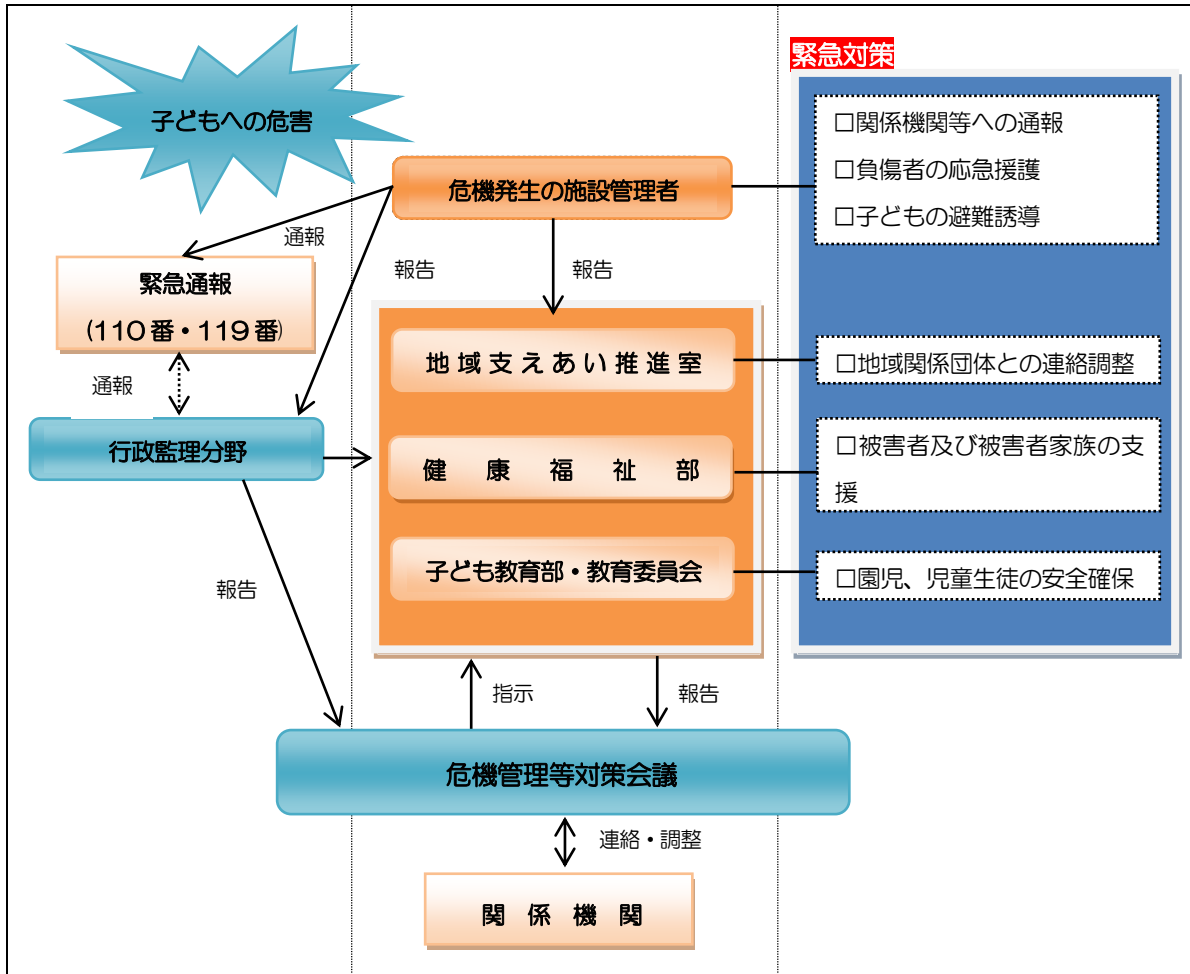 緊急対策
子どもへの危害
□関係機関等への通報
□負傷者の応急援護
□子どもの避難誘導
危機発生の施設管理者
通報
報告
報告
緊急通報
(110番・119番)
地域支えあい推進室
□地域関係団体との連絡調整
通報
行政監理分野
健康福祉部
□被害者及び被害者家族の支
援
子ども教育部・教育委員会
□園児、児童生徒の安全確保
報告
指示
報告
危機管理等対策会議
連絡・調整
関係機関